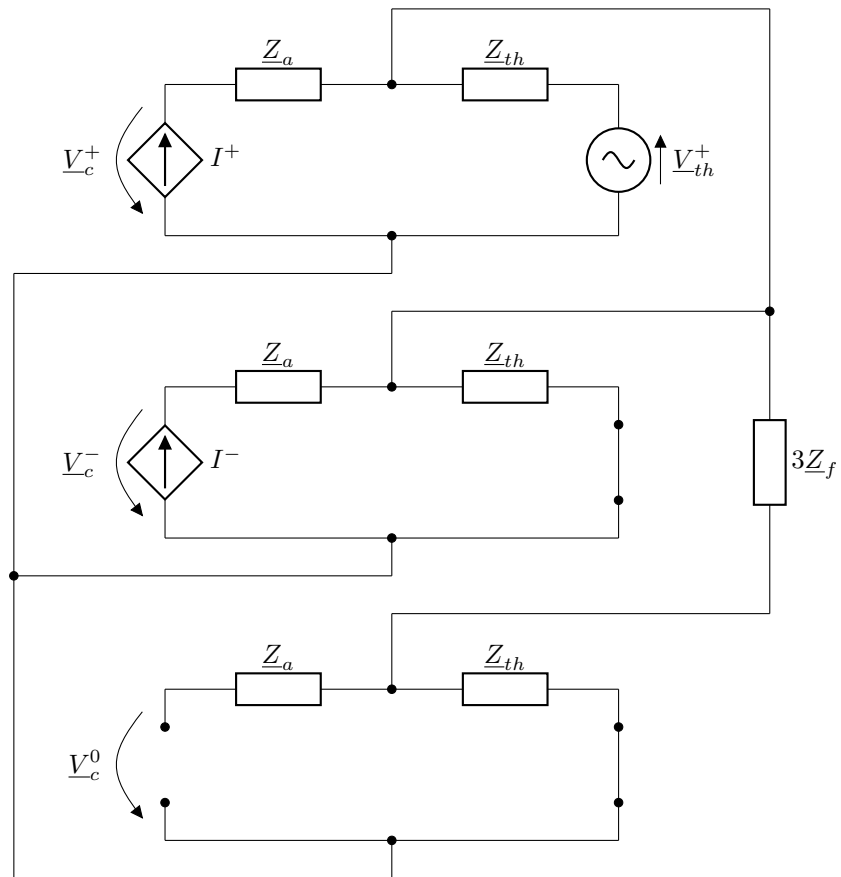 Z_a Z_th
V_c^+ I^+ V_th^+
Z_a Z_th
V_c^- I^- 3Z_f
Z_a Z_th
V_c^0